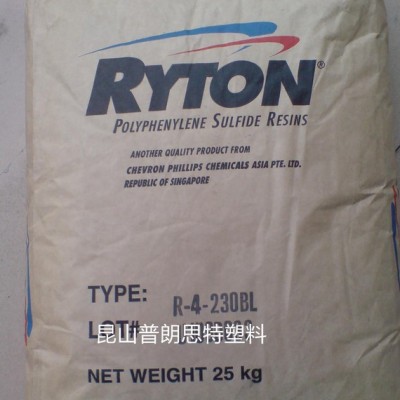 RYTON®
POLYPHENYLENE SULFIDE RESINS
ANOTHER QUALITY PRODUCT FROM
CHEVRON PHILLIPS CHEMICALS ASIA PTE. LTD.
REPUBLIC OF SINGAPORE
TYPE: R-4-230BL
LOT#
昆山普朗思特塑料
NET WEIGHT 25 kg